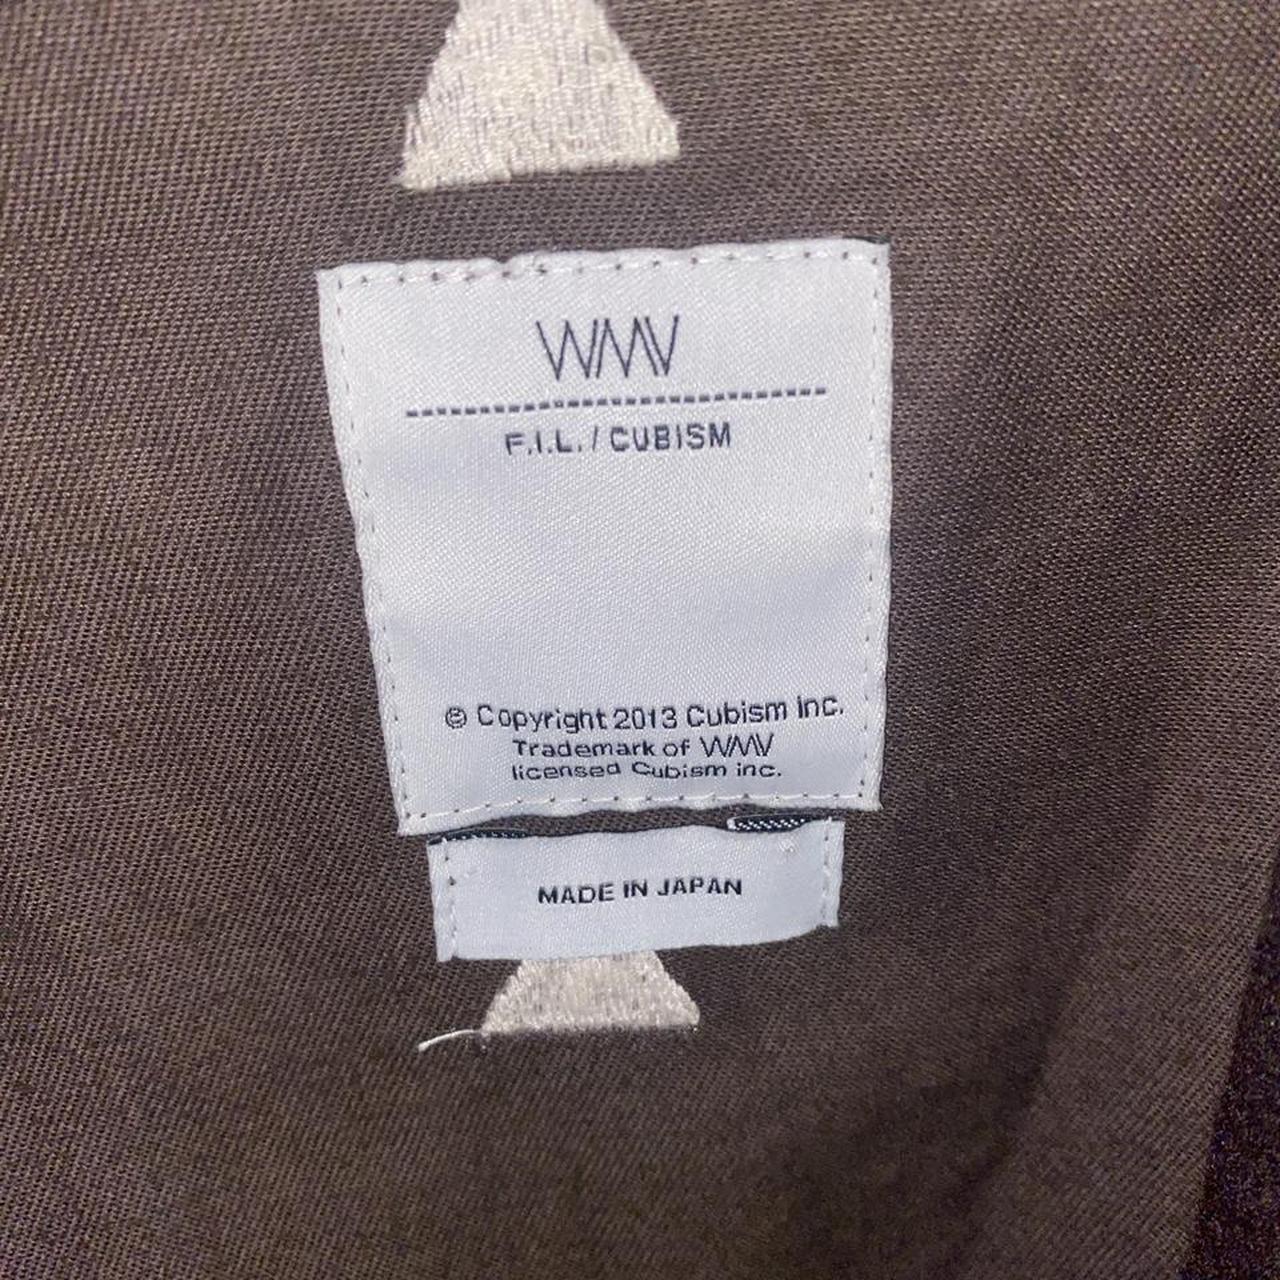 WMV
F.I.L. / CUBISM
© Copyright 2013 Cubism Inc.
Trademark of WMV
licensed Cubism inc.
MADE IN JAPAN